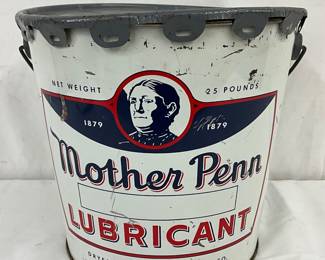 NET WEIGHT 25 POUNDS
1879 1879
Mother Penn
LUBRICANT